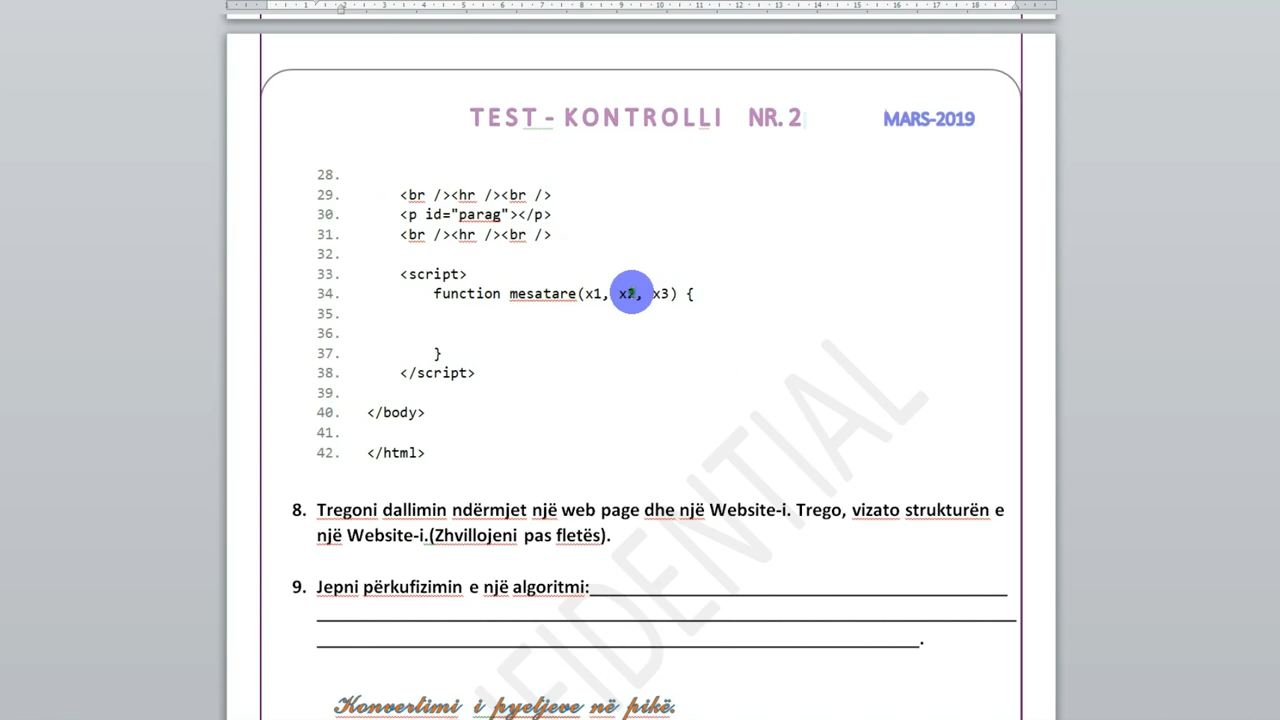 TEST - KONTROLLI NR. 2 MARS-2019
28.
29. <br /><hr /><br />
30. <p id="parag"></p>
31. <br /><hr /><br />
32.
33. <script>
34. function mesatare(x1, x2, x3) {
35.
36.
37. }
38. </script>
39.
40. </body>
41.
42. </html>
8. Tregoni dallimin ndërmjet një web page dhe një Website-i. Trego, vizato strukturën e
një Website-i.(Zhvillojeni pas fletës).
9. Jepni përkufizimin e një algoritmi:
.
Konvertimi i pyetjeve në pikë.